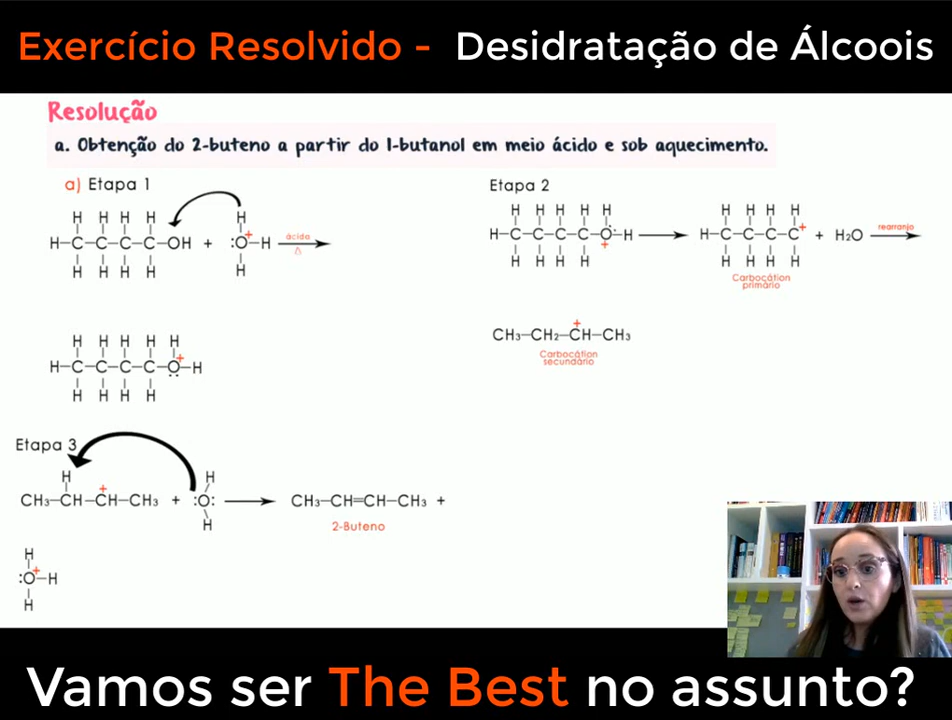 Exercício Resolvido - Desidratação de Álcoois
Resolução
a. Obtenção do 2-buteno a partir do 1-butanol em meio ácido e sob aquecimento.
a) Etapa 1
H H H H H
H–C–C–C–C–OH + :O–H ácido
+
Δ
H H H H H
H H H H H
H–C–C–C–C–O–H
+
H H H H
Etapa 2
H H H H H
H–C–C–C–C–O–H
+
H H H H
H H H H
H–C–C–C–C + H₂O rearranjo
+
H H H H
Carbocátion
primário
+
CH₃–CH₂–CH–CH₃
Carbocátion
secundário
Etapa 3
H + H
CH₃–CH–CH–CH₃ + :O: CH₃–CH=CH–CH₃ +
H
2-Buteno
H
+
:O–H
H
Vamos ser The Best no assunto?